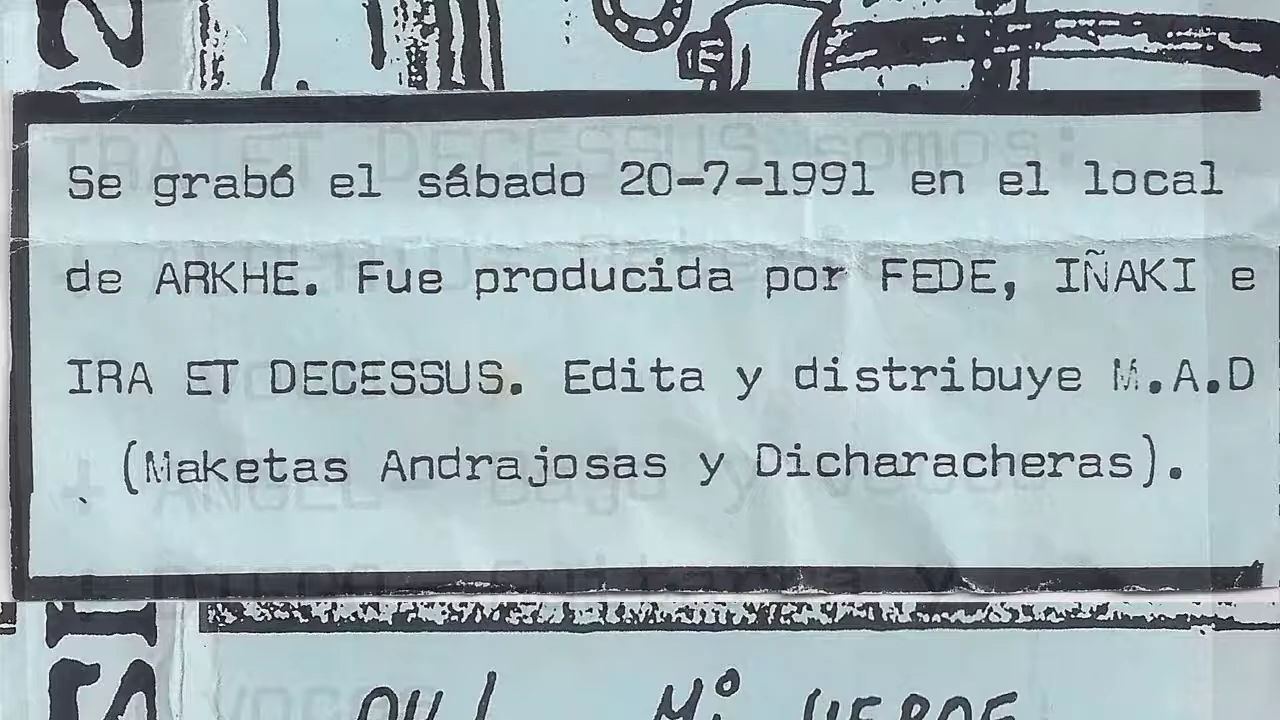 Se grabó el sábado 20-7-1991 en el local
de ARKHE. Fue producida por FEDE, IÑAKI e
IRA ET DECESSUS. Edita y distribuye M.A.D
(Maketas Andrajosas y Dicharacheras).